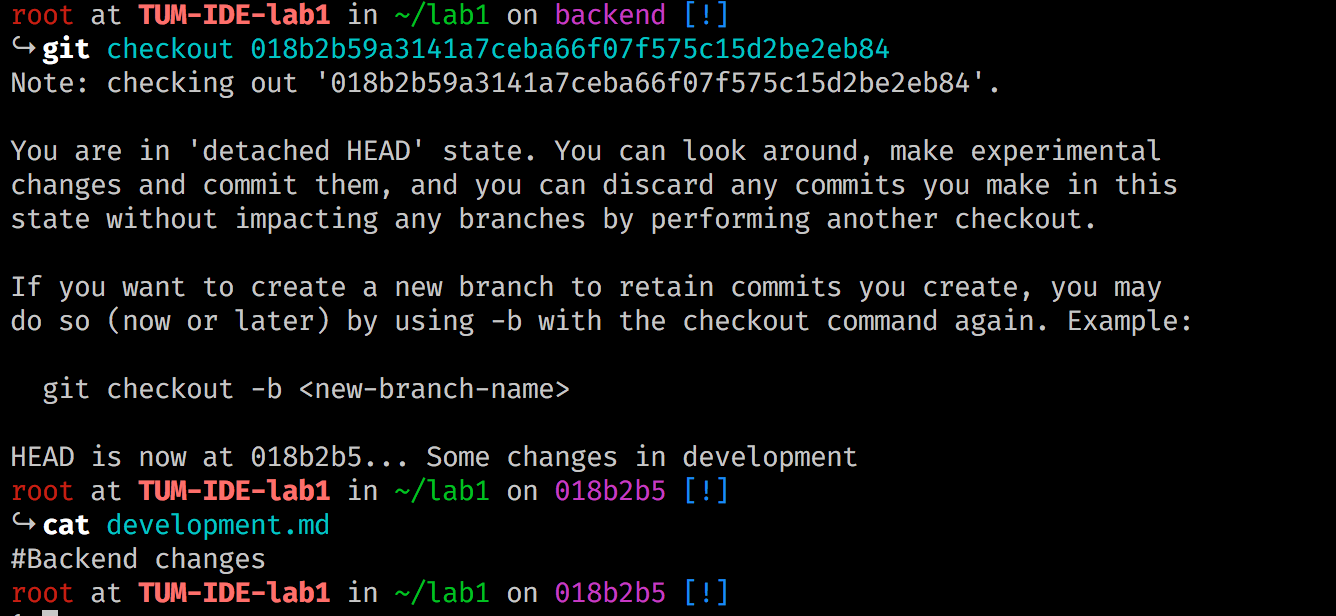 root at TUM-IDE-lab1 in ~/lab1 on backend [!]
↪ git checkout 018b2b59a3141a7ceba66f07f575c15d2be2eb84
Note: checking out '018b2b59a3141a7ceba66f07f575c15d2be2eb84'.
You are in 'detached HEAD' state. You can look around, make experimental
changes and commit them, and you can discard any commits you make in this
state without impacting any branches by performing another checkout.
If you want to create a new branch to retain commits you create, you may
do so (now or later) by using -b with the checkout command again. Example:
git checkout -b <new-branch-name>
HEAD is now at 018b2b5... Some changes in development
root at TUM-IDE-lab1 in ~/lab1 on 018b2b5 [!]
↪ cat development.md
#Backend changes
root at TUM-IDE-lab1 in ~/lab1 on 018b2b5 [!]